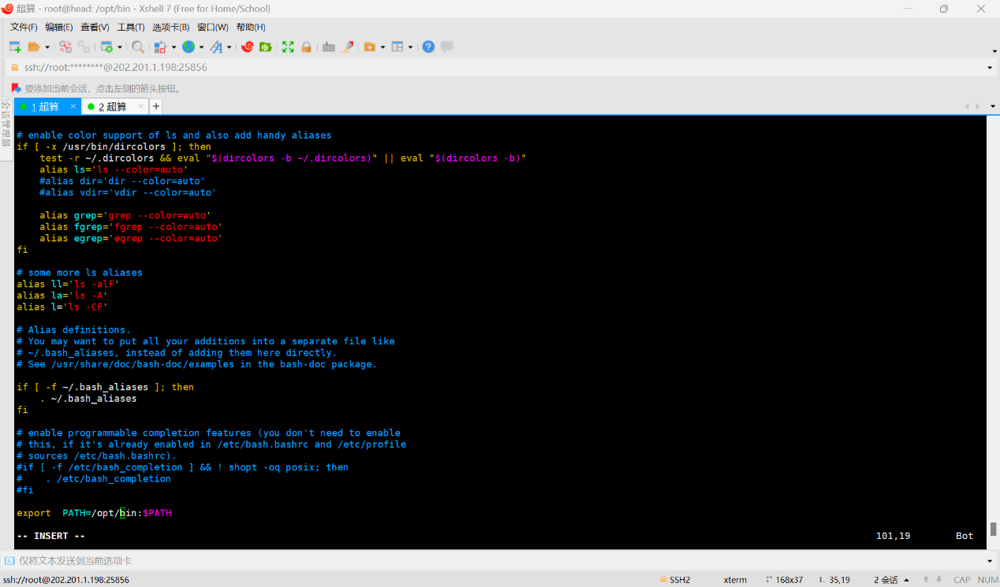 超算 - root@head: /opt/bin - Xshell 7 (Free for Home/School)
文件(F) 编辑(E) 查看(V) 工具(T) 选项卡(B) 窗口(W) 帮助(H)
ssh://root:********@202.201.1.198:25856
要添加当前会话，点击左侧的箭头按钮。
会话管理器
1 超算 × 2 超算 × +
# enable color support of ls and also add handy aliases
if [ -x /usr/bin/dircolors ]; then
    test -r ~/.dircolors && eval "$(dircolors -b ~/.dircolors)" || eval "$(dircolors -b)"
    alias ls='ls --color=auto'
    #alias dir='dir --color=auto'
    #alias vdir='vdir --color=auto'
    alias grep='grep --color=auto'
    alias fgrep='fgrep --color=auto'
    alias egrep='egrep --color=auto'
fi
# some more ls aliases
alias ll='ls -alF'
alias la='ls -A'
alias l='ls -CF'
# Alias definitions.
# You may want to put all your additions into a separate file like
# ~/.bash_aliases, instead of adding them here directly.
# See /usr/share/doc/bash-doc/examples in the bash-doc package.
if [ -f ~/.bash_aliases ]; then
    . ~/.bash_aliases
fi
# enable programmable completion features (you don't need to enable
# this, if it's already enabled in /etc/bash.bashrc and /etc/profile
# sources /etc/bash.bashrc).
#if [ -f /etc/bash_completion ] && ! shopt -oq posix; then
#    . /etc/bash_completion
#fi
export  PATH=/opt/bin:$PATH
-- INSERT -- 101,19 Bot
仅将文本发送到当前选项卡
ssh://root@202.201.1.198:25856 SSH2 xterm 168x37 35,19 2 会话 CAP NUM